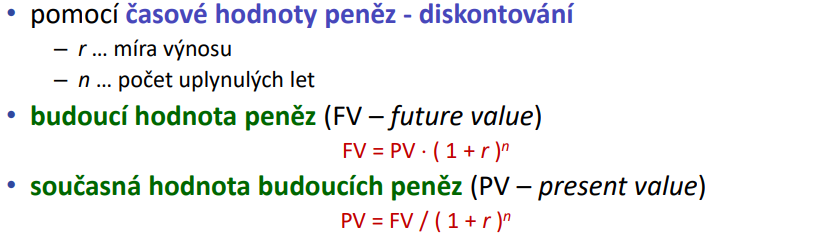 • pomocí časové hodnoty peněz - diskontování
– r ... míra výnosu
– n ... počet uplynulých let
• budoucí hodnota peněz (FV – future value)
FV = PV · ( 1 + r )ⁿ
• současná hodnota budoucích peněz (PV – present value)
PV = FV / ( 1 + r )ⁿ